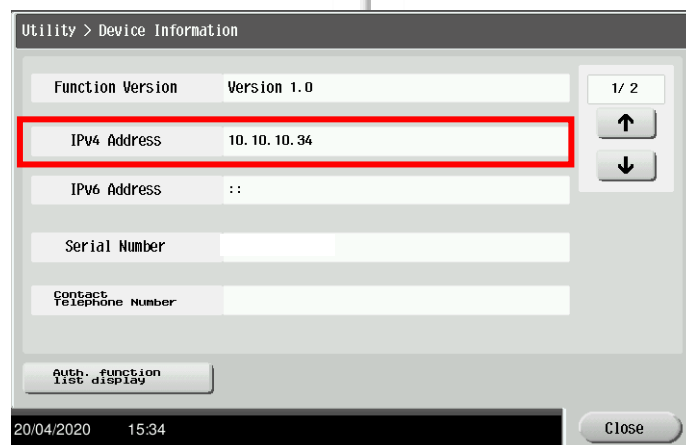 Utility > Device Information
Function Version Version 1.0
1/ 2
IPv4 Address 10. 10. 10. 34
IPv6 Address ::
Serial Number
Contact
Telephone Number
Auth. function
list display
20/04/2020 15:34
Close